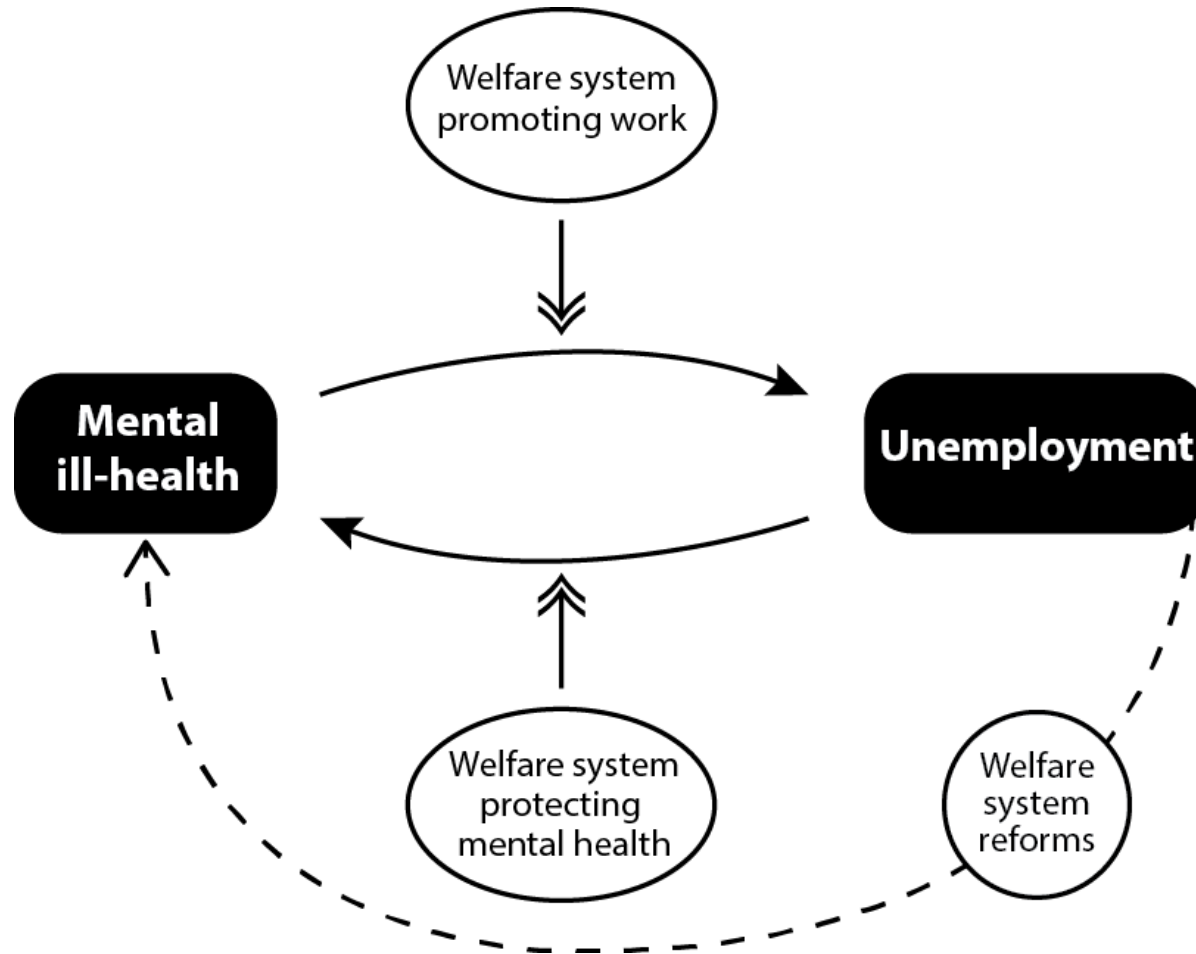 Welfare system
promoting work
Mental
ill-health
Unemployment
Welfare system
protecting
mental health
Welfare
system
reforms